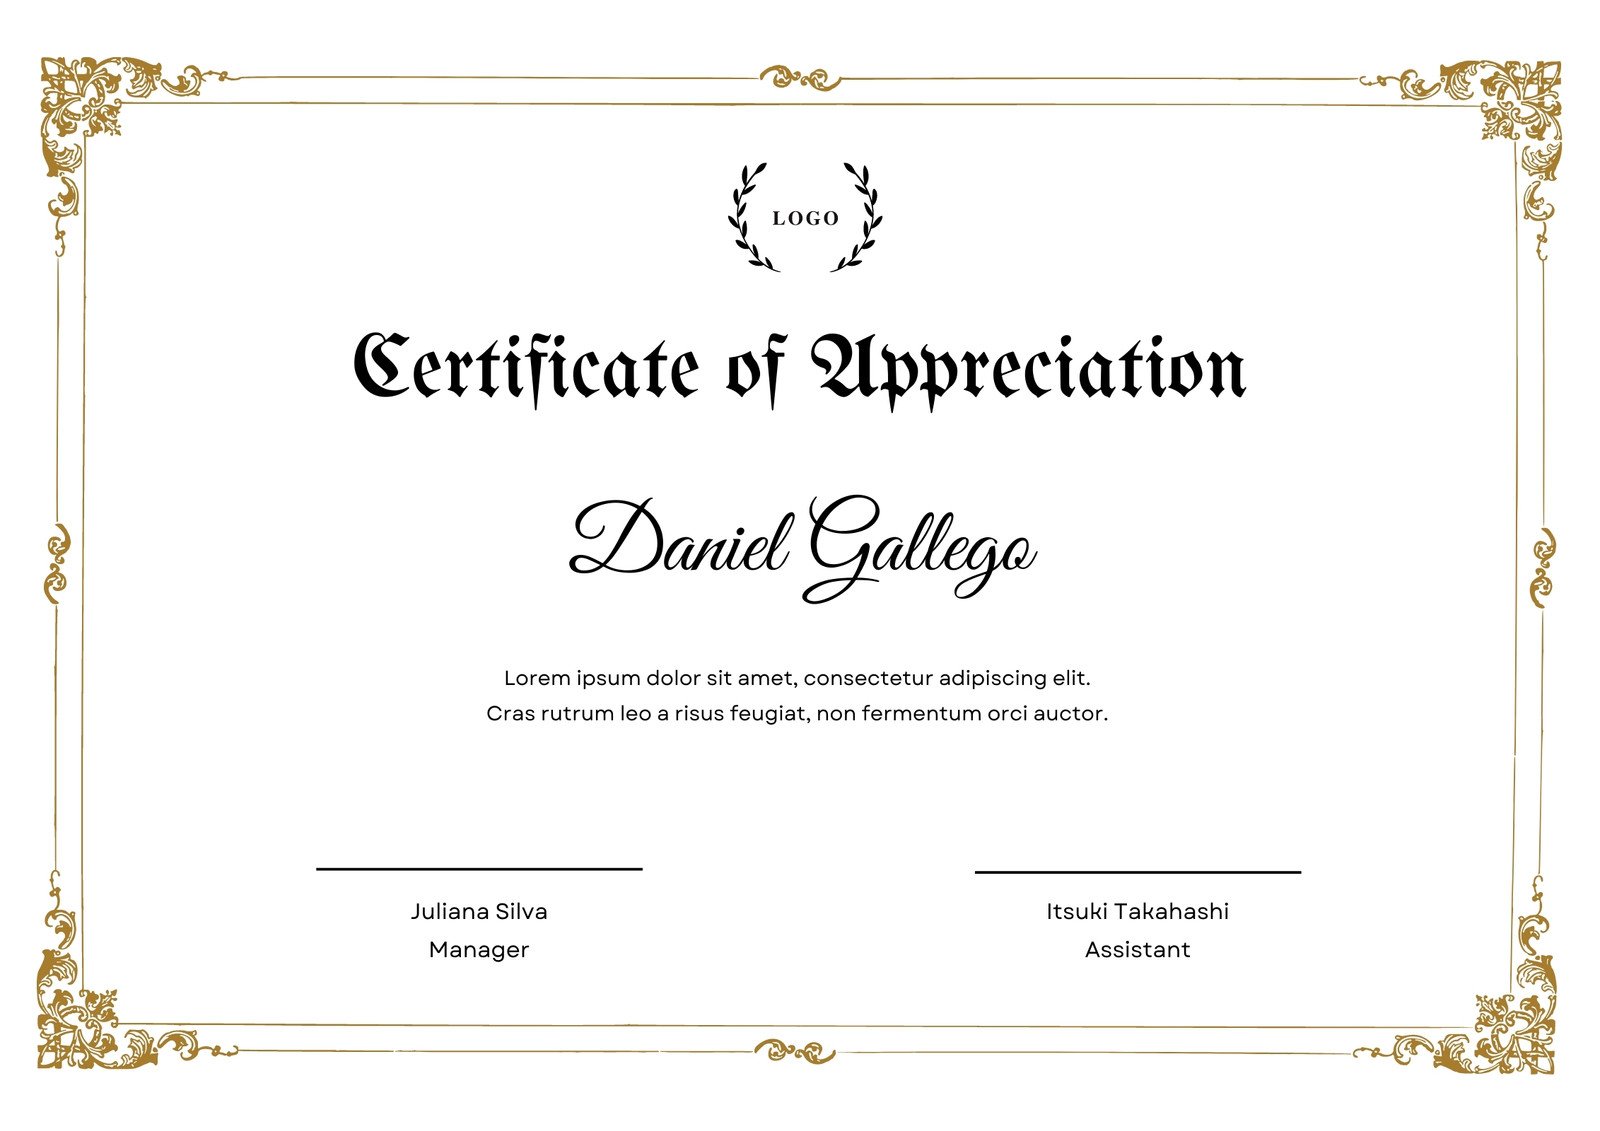 LOGO
Certificate of Appreciation
Daniel Gallego
Lorem ipsum dolor sit amet, consectetur adipiscing elit.
Cras rutrum leo a risus feugiat, non fermentum orci auctor.
Juliana Silva
Manager
Itsuki Takahashi
Assistant